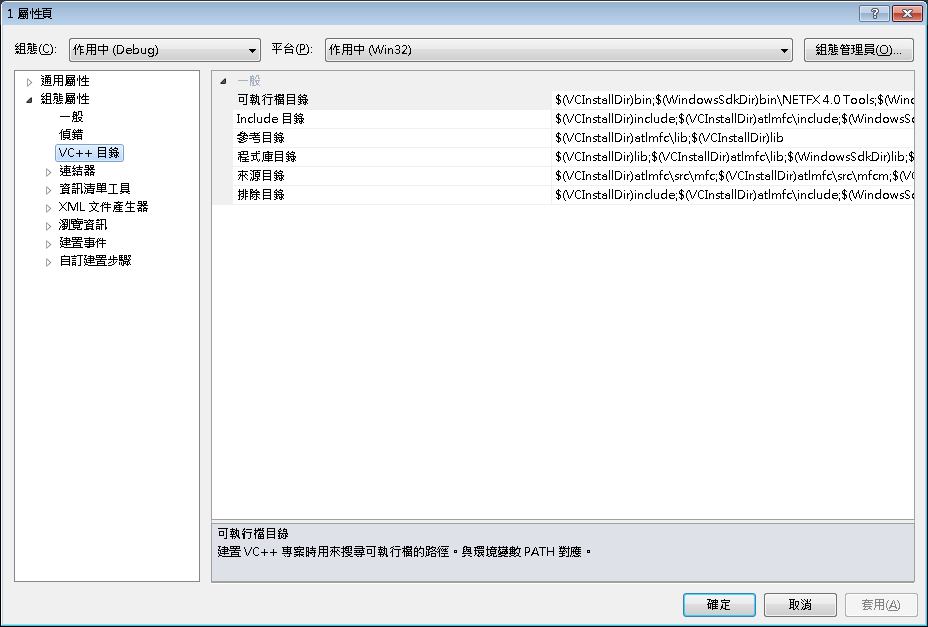 1 屬性頁
組態(C): 作用中 (Debug) 平台(P): 作用中 (Win32) 組態管理員(O)...
通用屬性
組態屬性
一般
偵錯
VC++ 目錄
連結器
資訊清單工具
XML 文件產生器
瀏覽資訊
建置事件
自訂建置步驟
一般
可執行檔目錄 $(VCInstallDir)bin;$(WindowsSdkDir)bin\NETFX 4.0 Tools;$(Wind
Include 目錄 $(VCInstallDir)include;$(VCInstallDir)atlmfc\include;$(WindowsSd
參考目錄 $(VCInstallDir)atlmfc\lib;$(VCInstallDir)lib
程式庫目錄 $(VCInstallDir)lib;$(VCInstallDir)atlmfc\lib;$(WindowsSdkDir)lib;$
來源目錄 $(VCInstallDir)atlmfc\src\mfc;$(VCInstallDir)atlmfc\src\mfcm;$(VC
排除目錄 $(VCInstallDir)include;$(VCInstallDir)atlmfc\include;$(WindowsSd
可執行檔目錄
建置 VC++ 專案時用來搜尋可執行檔的路徑。與環境變數 PATH 對應。
確定 取消 套用(A)